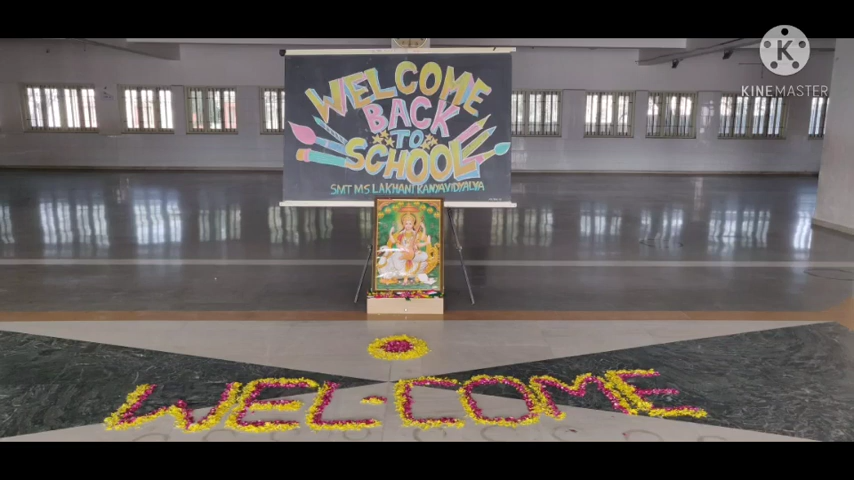 K
KINEMASTER
WELCOME
BACK
TO
SCHOOL
SMT MS LAKHANI KANYAVIDYALYA
WEL-COME